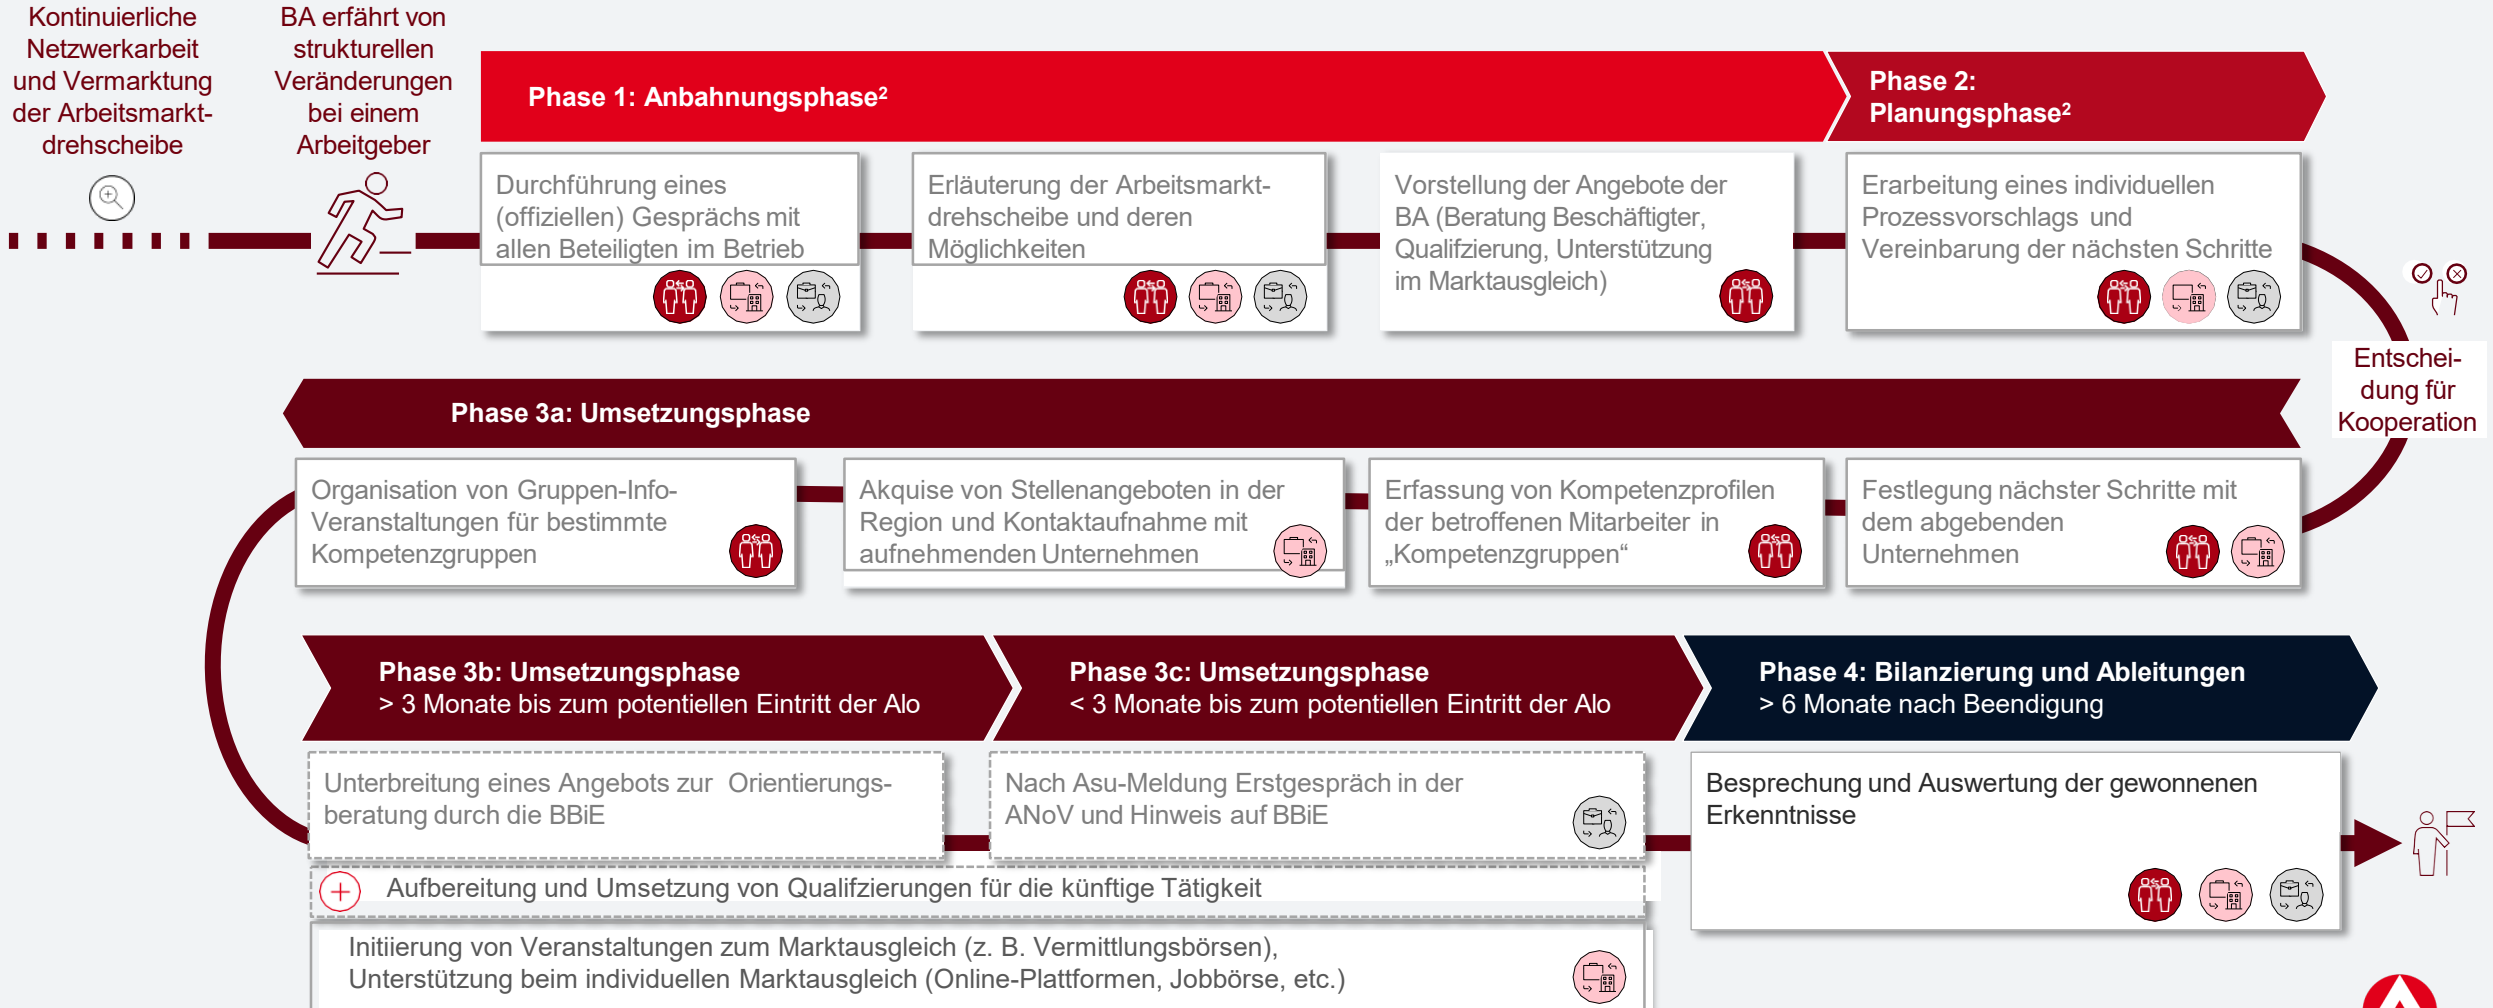 Kontinuierliche
Netzwerkarbeit
und Vermarktung
der Arbeitsmarkt-
drehscheibe
BA erfährt von
strukturellen
Veränderungen
bei einem
Arbeitgeber
Phase 1: Anbahnungsphase²
Phase 2:
Planungsphase²
Durchführung eines
(offiziellen) Gesprächs mit
allen Beteiligten im Betrieb
Erläuterung der Arbeitsmarkt-
drehscheibe und deren
Möglichkeiten
Vorstellung der Angebote der
BA (Beratung Beschäftigter,
Qualifzierung, Unterstützung
im Marktausgleich)
Erarbeitung eines individuellen
Prozessvorschlags und
Vereinbarung der nächsten Schritte
Entschei-
dung für
Kooperation
Phase 3a: Umsetzungsphase
Organisation von Gruppen-Info-
Veranstaltungen für bestimmte
Kompetenzgruppen
Akquise von Stellenangeboten in der
Region und Kontaktaufnahme mit
aufnehmenden Unternehmen
Erfassung von Kompetenzprofilen
der betroffenen Mitarbeiter in
„Kompetenzgruppen“
Festlegung nächster Schritte mit
dem abgebenden
Unternehmen
Phase 3b: Umsetzungsphase
> 3 Monate bis zum potentiellen Eintritt der Alo
Phase 3c: Umsetzungsphase
< 3 Monate bis zum potentiellen Eintritt der Alo
Phase 4: Bilanzierung und Ableitungen
> 6 Monate nach Beendigung
Unterbreitung eines Angebots zur Orientierungs-
beratung durch die BBiE
Nach Asu-Meldung Erstgespräch in der
ANoV und Hinweis auf BBiE
Besprechung und Auswertung der gewonnenen
Erkenntnisse
Aufbereitung und Umsetzung von Qualifzierungen für die künftige Tätigkeit
Initiierung von Veranstaltungen zum Marktausgleich (z. B. Vermittlungsbörsen),
Unterstützung beim individuellen Marktausgleich (Online-Plattformen, Jobbörse, etc.)